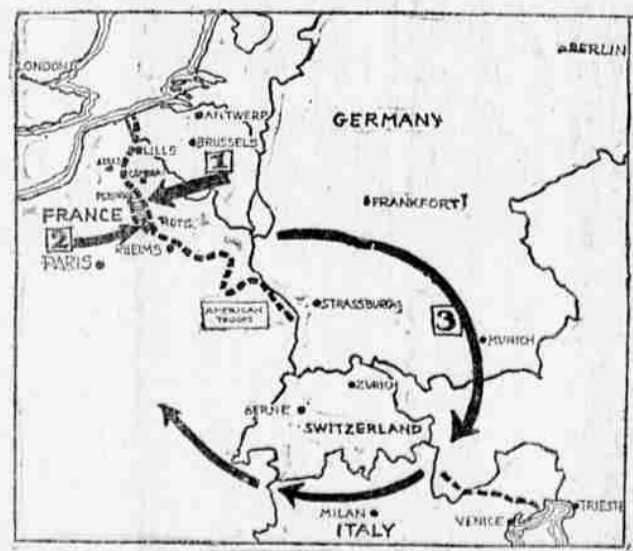 LONDON
BERLIN
ANTWERP
GERMANY
BRUSSELS
LILLS
1
FRANKFORT
FRANCE
2
RHEIMS
PARIS
AMERICAN
TROOPS
STRASSBURG
3
MUNICH
ZURICH
BERNE
SWITZERLAND
MILAN
ITALY
VENICE
TRIESTE